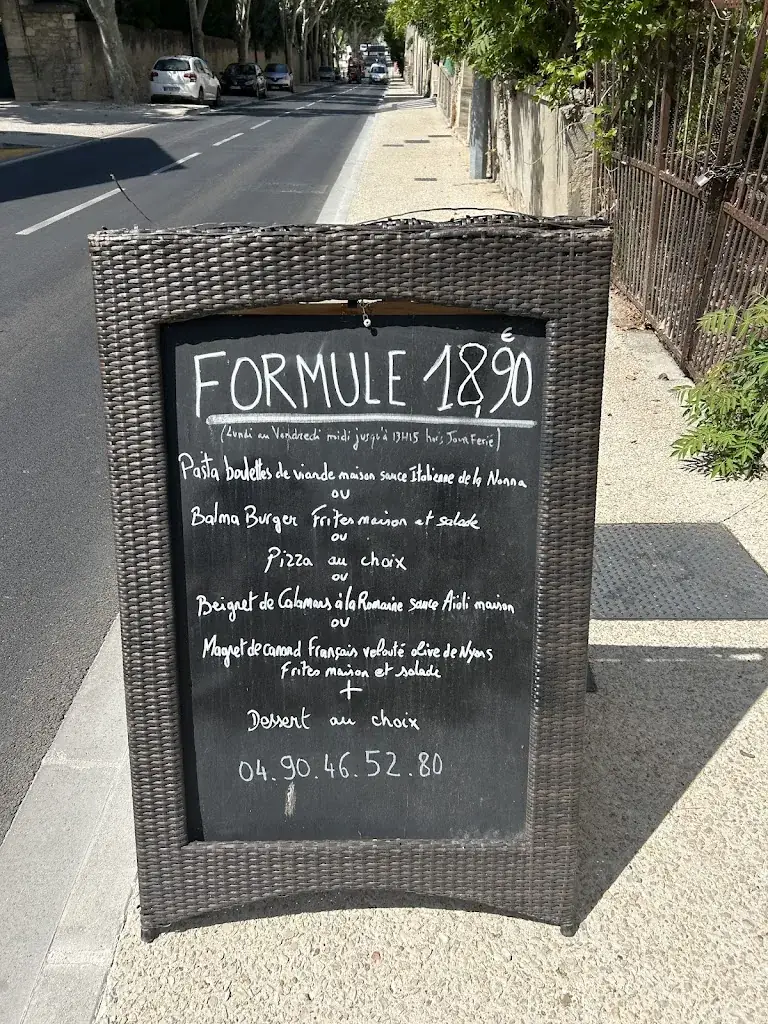 FORMULE 18,90 €
(Lundi au Vendredi midi jusqu'à 13H15 hors Jour Ferié)
Pasta boulettes de viande maison sauce Italienne de la Nonna
OU
Balma Burger Frites maison et salade
OU
Pizza au choix
OU
Beignet de Calamars à la Romaine sauce Aïoli maison
OU
Magret de canard Français velouté olive de Nyons
Frites maison et salade
+
Dessert au choix
04.90.46.52.80